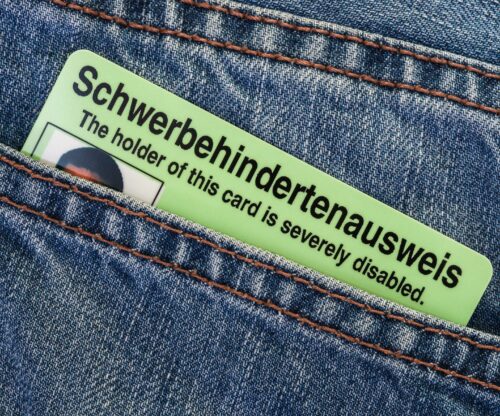 Schwerbehindertenausweis
The holder of this card is severely disabled.